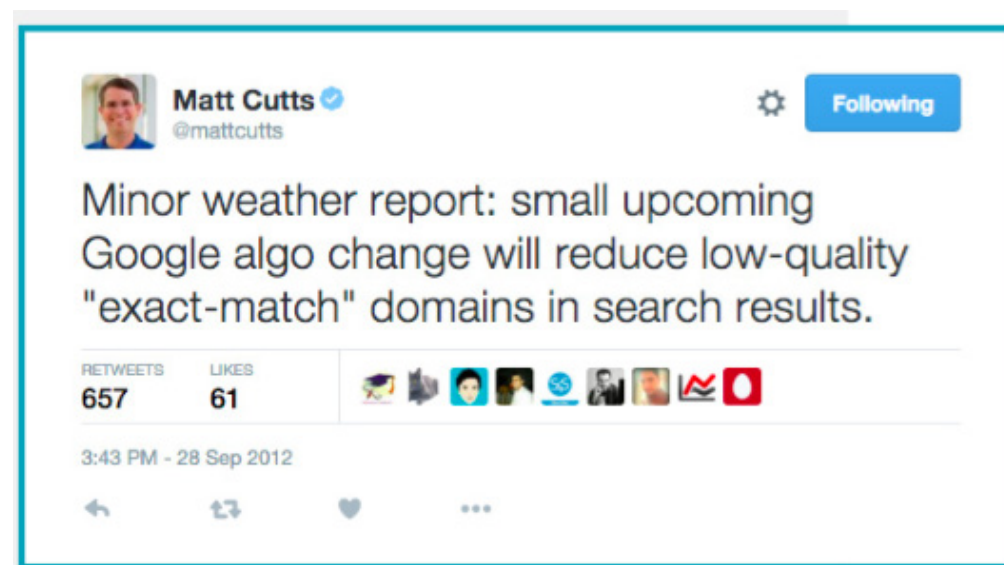 Matt Cutts
@mattcutts
Following
Minor weather report: small upcoming
Google algo change will reduce low-quality
"exact-match" domains in search results.
RETWEETS LIKES
657 61
3:43 PM - 28 Sep 2012